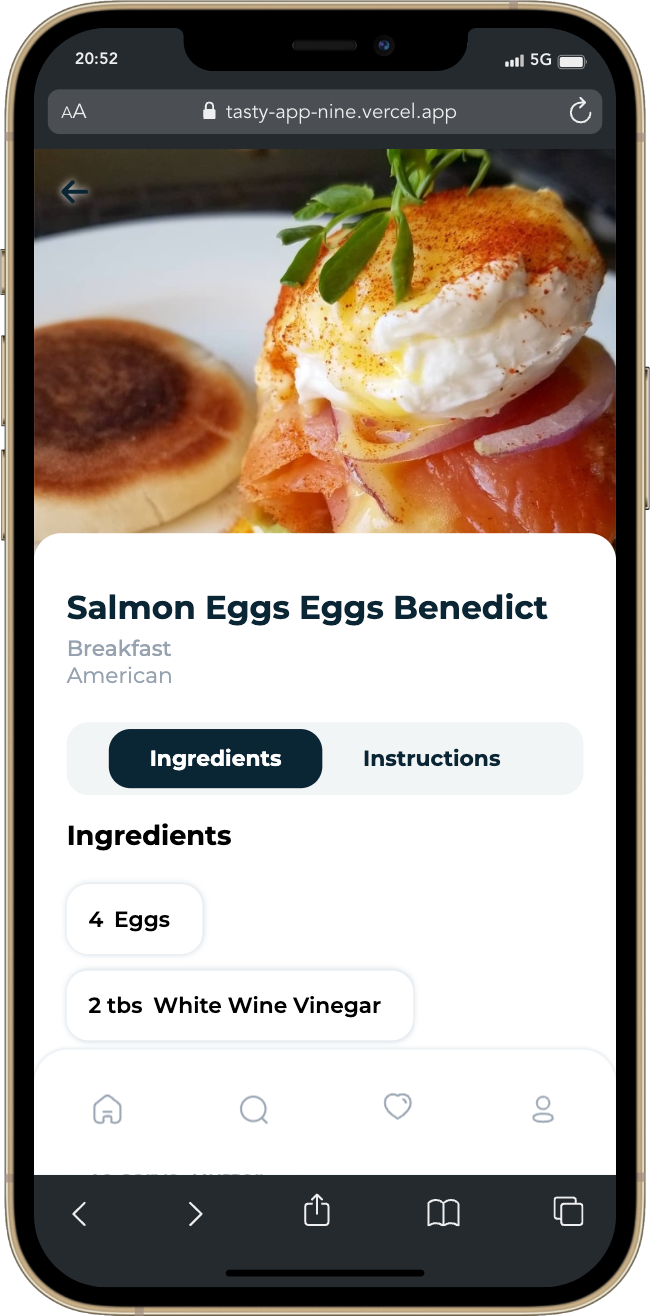 20:52
5G
AA
tasty-app-nine.vercel.app
Salmon Eggs Eggs Benedict
Breakfast
American
Ingredients
Instructions
Ingredients
4 Eggs
2 tbs White Wine Vinegar